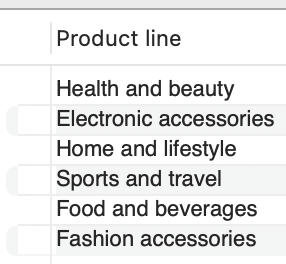 Product line
Health and beauty
Electronic accessories
Home and lifestyle
Sports and travel
Food and beverages
Fashion accessories